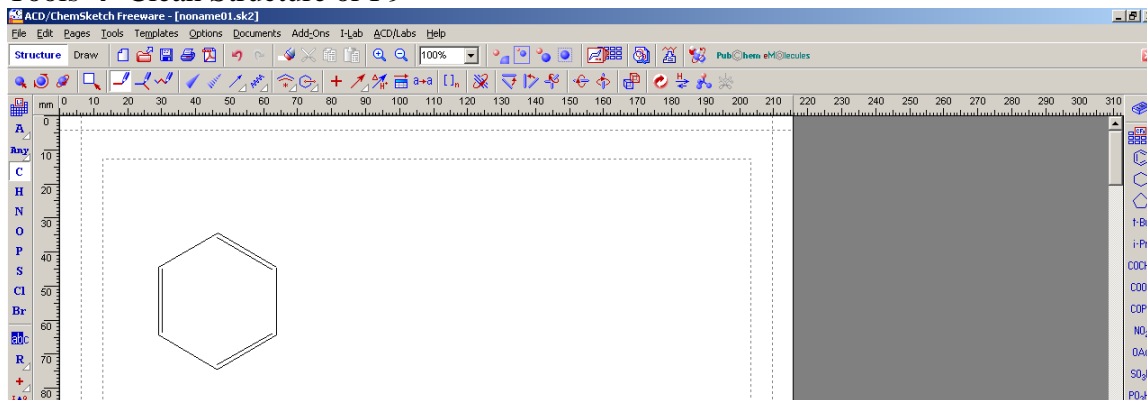 Tools → Clean Structure or F9
ACD/ChemSketch Freeware - [noname01.sk2]
File Edit Pages Tools Templates Options Documents Add-Ons I-Lab ACD/Labs Help
Structure Draw 100% PubChem eMolecules
a→a []n
mm 0 10 20 30 40 50 60 70 80 90 100 110 120 130 140 150 160 170 180 190 200 210 220 230 240 250 260 270 280 290 300 310
0
A
Any
10
C
H
20
N
t-Bu
O
30
i-Pr
P
40
S
COCH
Cl
50
COO
Br
COP
60
abc
NO2
R
70
OAc
SO3H
80